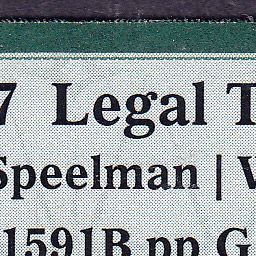 7 Legal T
Speelman | V
1591B pp G